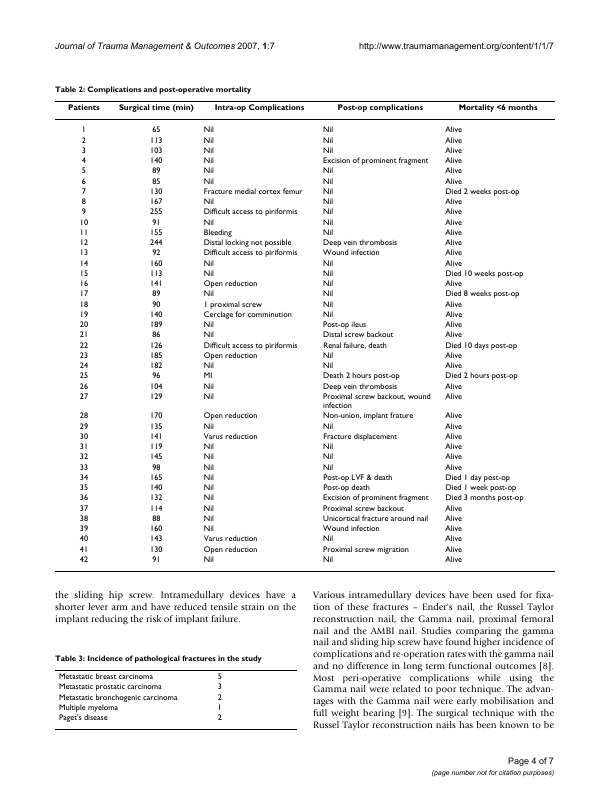 Journal of Trauma Management & Outcomes 2007, 1:7 http://www.traumamanagement.org/content/1/1/7
Table 2: Complications and post-operative mortality
Patients Surgical time (min) Intra-op Complications Post-op complications Mortality <6 months
1 65 Nil Nil Alive
2 113 Nil Nil Alive
3 103 Nil Nil Alive
4 140 Nil Excision of prominent fragment Alive
5 89 Nil Nil Alive
6 85 Nil Nil Alive
7 130 Fracture medial cortex femur Nil Died 2 weeks post-op
8 167 Nil Nil Alive
9 255 Difficult access to piriformis Nil Alive
10 91 Nil Nil Alive
11 155 Bleeding Nil Alive
12 244 Distal locking not possible Deep vein thrombosis Alive
13 92 Difficult access to piriformis Wound infection Alive
14 160 Nil Nil Alive
15 113 Nil Nil Died 10 weeks post-op
16 141 Open reduction Nil Alive
17 89 Nil Nil Died 8 weeks post-op
18 90 1 proximal screw Nil Alive
19 140 Cerclage for comminution Nil Alive
20 189 Nil Post-op ileus Alive
21 86 Nil Distal screw backout Alive
22 126 Difficult access to piriformis Renal failure, death Died 10 days post-op
23 185 Open reduction Nil Alive
24 182 Nil Nil Alive
25 96 MI Death 2 hours post-op Died 2 hours post-op
26 104 Nil Deep vein thrombosis Alive
27 129 Nil Proximal screw backout, wound Alive
infection
28 170 Open reduction Non-union, implant frature Alive
29 135 Nil Nil Alive
30 141 Varus reduction Fracture displacement Alive
31 119 Nil Nil Alive
32 145 Nil Nil Alive
33 98 Nil Nil Alive
34 165 Nil Post-op LVF & death Died 1 day post-op
35 140 Nil Post-op death Died 1 week post-op
36 132 Nil Excision of prominent fragment Died 3 months post-op
37 114 Nil Proximal screw backout Alive
38 88 Nil Unicortical fracture around nail Alive
39 160 Nil Wound infection Alive
40 143 Varus reduction Nil Alive
41 130 Open reduction Proximal screw migration Alive
42 91 Nil Nil Alive
the sliding hip screw. Intramedullary devices have a
shorter lever arm and have reduced tensile strain on the
implant reducing the risk of implant failure.
Table 3: Incidence of pathological fractures in the study
Metastatic breast carcinoma 5
Metastatic prostatic carcinoma 3
Metastatic bronchogenic carcinoma 2
Multiple myeloma 1
Paget's disease 2
Various intramedullary devices have been used for fixa-
tion of these fractures – Ender's nail, the Russel Taylor
reconstruction nail, the Gamma nail, proximal femoral
nail and the AMBI nail. Studies comparing the gamma
nail and sliding hip screw have found higher incidence of
complications and re-operation rates with the gamma nail
and no difference in long term functional outcomes [8].
Most peri-operative complications while using the
Gamma nail were related to poor technique. The advan-
tages with the Gamma nail were early mobilisation and
full weight bearing [9]. The surgical technique with the
Russel Taylor reconstruction nails has been known to be
Page 4 of 7
(page number not for citation purposes)